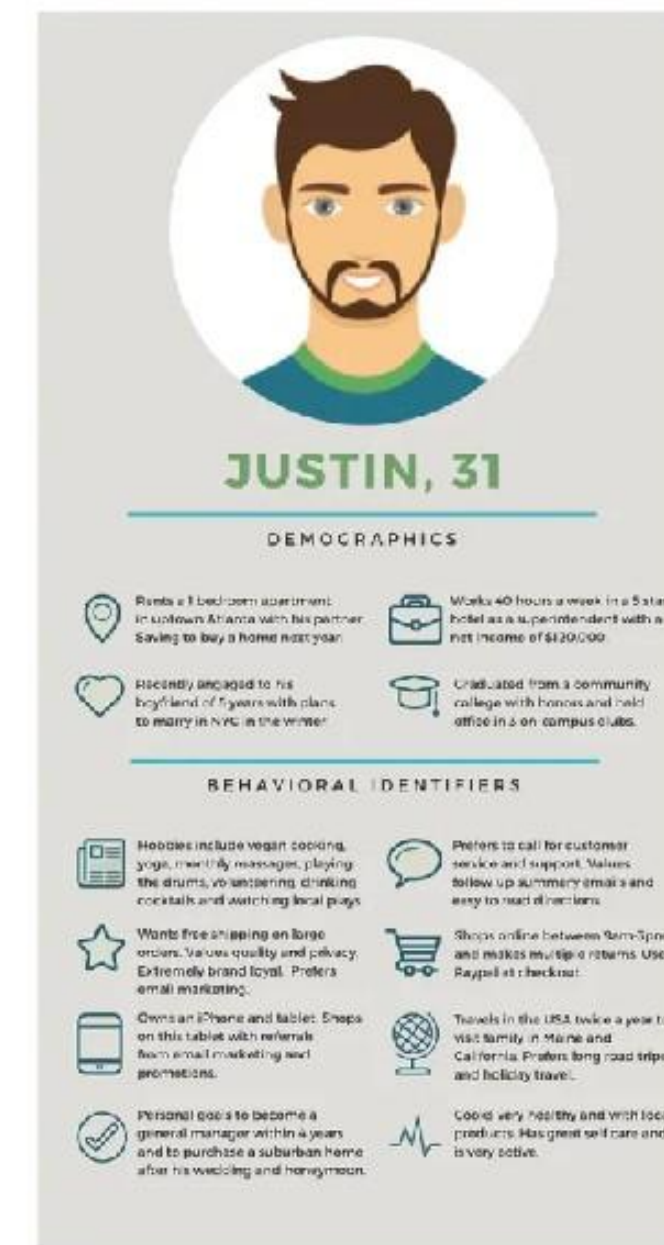 JUSTIN, 31
DEMOGRAPHICS
Rents a 1 bedroom apartment
in uptown Atlanta with his partner.
Saving to buy a home next year.
Works 40 hours a week in a 5 sta
hotel as a superintendent with a
net income of $120,000
Recently engaged to his
boyfriend of 5 years with plans
to marry in NYC in the winter
Graduated from a community
college with honors and held
office in 3 on-campus clubs.
BEHAVIORAL IDENTIFIERS
Hobbies include vegan cooking,
yoga, monthly massages, playing
the drums, volunteering, drinking
cocktails and watching local plays
Prefers to call for customer
service and support. Values
follow up summery emails and
easy to read directions
Wants free shipping on large
orders. Values quality and privacy.
Extremely brand loyal. Prefers
email marketing.
Shops online between 9am-3pm
and makes multiple returns. Use
Paypal at checkout.
Owns an iPhone and tablet. Shops
on this tablet with referrals
from email marketing and
promotions.
Travels in the USA twice a year t
visit family in Maine and
California. Prefers long road trips
and holiday travel.
Personal goals to become a
general manager within 4 years
and to purchase a suburban home
after his wedding and honeymoon.
very healthy and with loca
products. Has great self care and
is very active.